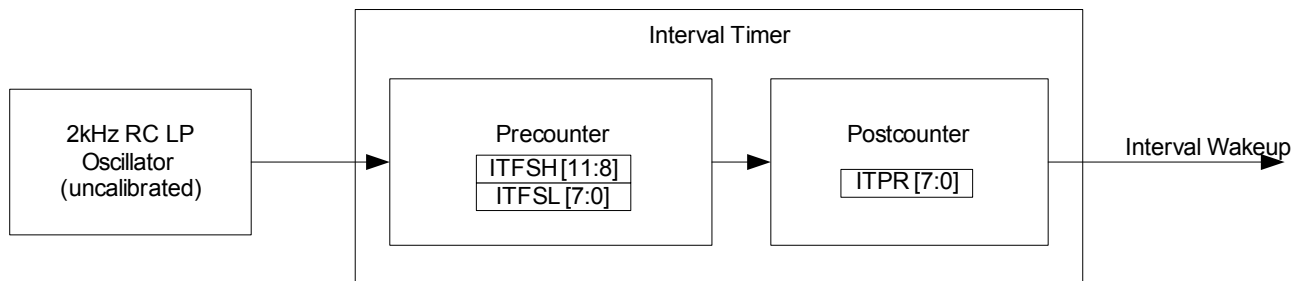 Interval Timer
2kHz RC LP
Oscillator
(uncalibrated)
Precounter
ITFSH[11:8]
ITFSL[7:0]
Postcounter
ITPR[7:0]
Interval Wakeup